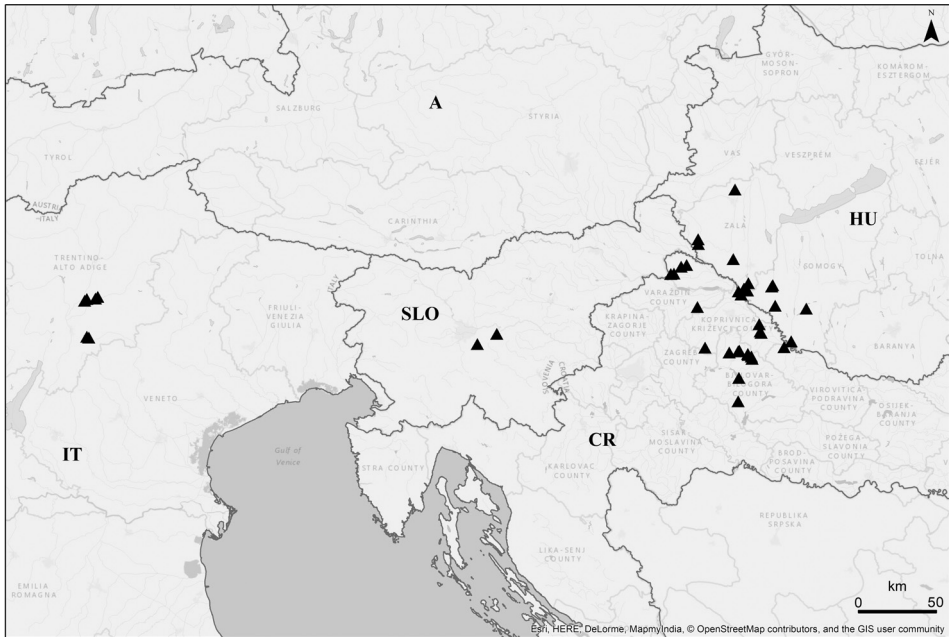 N
GYŐR-
MOSON-
SOPRON
KOMÁROM-
ESZTERGOM
A
SALZBURG
STYRIA
TYROL
VAS
VESZPRÉM
FEJÉR
AUSTRIA
-ITALY
CARINTHIA
ZALA
HU
TRENTINO-
ALTO ADIGE
ITALY
SOMOGY
TOLNA
FRIULI-
VENEZIA
GIULIA
SLO
VARAŽDIN
COUNTY
KRAPINA-
ZAGORJE
COUNTY
KOPRIVNICA-
KRIŽEVCI COUNTY
BARANYA
ZAGREB
COUNTY
SLOVENIA
CROATIA
VENETO
COUNTY
VIROVITICA-
PODRAVINA
COUNTY
OSIJEK-
BARANJA
COUNTY
IT
Gulf of
Venice
CR
SISAK-
MOSLAVINA
COUNTY
POŽEGA-
SLAVONIA
COUNTY
BROD-
POSAVINA
COUNTY
STRA COUNTY
KARLOVAC
COUNTY
REPUBLIKA
SRPSKA
LIKA-SENJ
COUNTY
EMILIA
ROMAGNA
km
0 50
Esri, HERE, DeLorme, MapmyIndia, © OpenStreetMap contributors, and the GIS user community